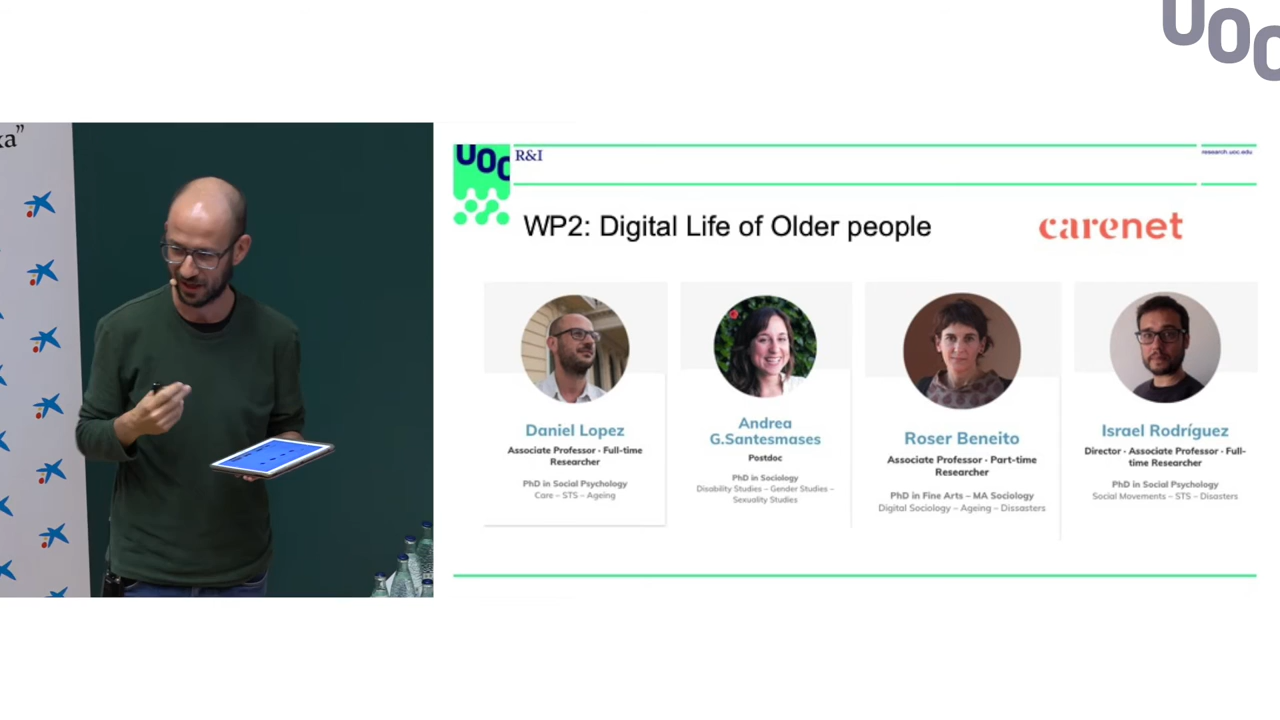 UOC
xa”
UOC
R&I
research.uoc.edu
WP2: Digital Life of Older people
carenet
Daniel Lopez
Associate Professor · Full-time
Researcher
PhD in Social Psychology
Care – STS – Ageing
Andrea
G.Santesmases
Postdoc
PhD in Sociology
Disability Studies – Gender Studies –
Sexuality Studies
Roser Beneito
Associate Professor · Part-time
Researcher
PhD in Fine Arts – MA Sociology
Digital Sociology – Ageing – Dissasters
Israel Rodríguez
Director · Associate Professor · Full-
time Researcher
PhD in Social Psychology
Social Movements – STS – Disasters